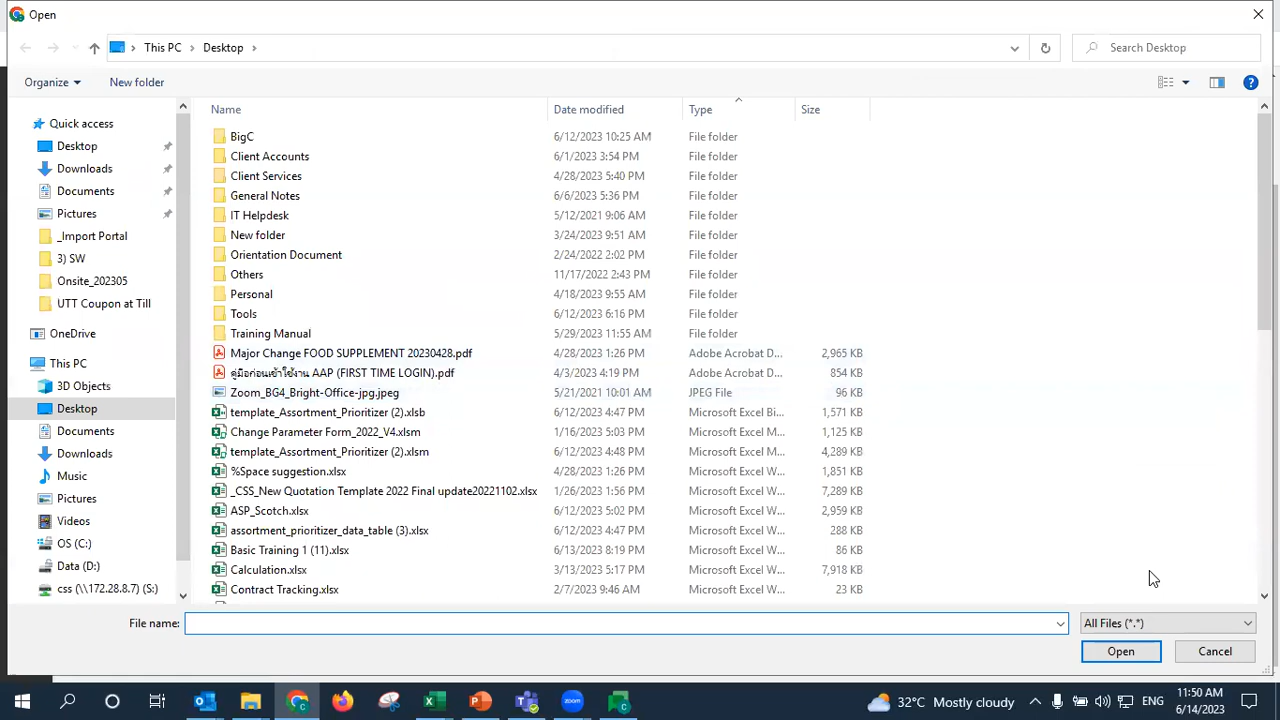 Open
This PC
Desktop
Search Desktop
Organize
New folder
Name
Date modified
Type
Size
Quick access
Desktop
Downloads
Documents
Pictures
_Import Portal
3) SW
Onsite_202305
UTT Coupon at Till
OneDrive
This PC
3D Objects
Desktop
Documents
Downloads
Music
Pictures
Videos
OS (C:)
Data (D:)
css (\\172.28.8.7) (S:)
BigC 6/12/2023 10:25 AM File folder
Client Accounts 6/1/2023 3:54 PM File folder
Client Services 4/28/2023 5:40 PM File folder
General Notes 6/6/2023 5:36 PM File folder
IT Helpdesk 5/12/2021 9:06 AM File folder
New folder 3/24/2023 9:51 AM File folder
Orientation Document 2/24/2022 2:02 PM File folder
Others 11/17/2022 2:43 PM File folder
Personal 4/18/2023 9:55 AM File folder
Tools 6/12/2023 6:16 PM File folder
Training Manual 5/29/2023 11:55 AM File folder
Major Change FOOD SUPPLEMENT 20230428.pdf 4/28/2023 1:26 PM Adobe Acrobat D... 2,965 KB
คู่มือก่อนเข้าใช้งาน AAP (FIRST TIME LOGIN).pdf 4/3/2023 4:19 PM Adobe Acrobat D... 854 KB
Zoom_BG4_Bright-Office-jpg.jpeg 5/21/2021 10:01 AM JPEG File 96 KB
template_Assortment_Prioritizer (2).xlsb 6/12/2023 4:47 PM Microsoft Excel Bi... 1,571 KB
Change Parameter Form_2022_V4.xlsm 1/16/2023 5:03 PM Microsoft Excel M... 1,125 KB
template_Assortment_Prioritizer (2).xlsm 6/12/2023 4:48 PM Microsoft Excel M... 4,289 KB
%Space suggestion.xlsx 4/28/2023 1:26 PM Microsoft Excel W... 1,851 KB
_CSS_New Quotation Template 2022 Final update20221102.xlsx 1/26/2023 1:56 PM Microsoft Excel W... 7,289 KB
ASP_Scotch.xlsx 6/12/2023 5:02 PM Microsoft Excel W... 2,959 KB
assortment_prioritizer_data_table (3).xlsx 6/12/2023 4:47 PM Microsoft Excel W... 288 KB
Basic Training 1 (11).xlsx 6/13/2023 8:19 PM Microsoft Excel W... 86 KB
Calculation.xlsx 3/13/2023 5:17 PM Microsoft Excel W... 7,918 KB
Contract Tracking.xlsx 2/7/2023 9:46 AM Microsoft Excel W... 23 KB
File name:
All Files (*.*)
Open
Cancel
32°C Mostly cloudy
ENG
11:50 AM
6/14/2023